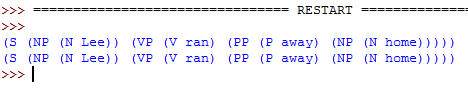 >>> ================================ RESTART ==============
>>>
(S (NP (N Lee)) (VP (V ran) (PP (P away) (NP (N home)))))
(S (NP (N Lee)) (VP (V ran) (PP (P away) (NP (N home)))))
>>>